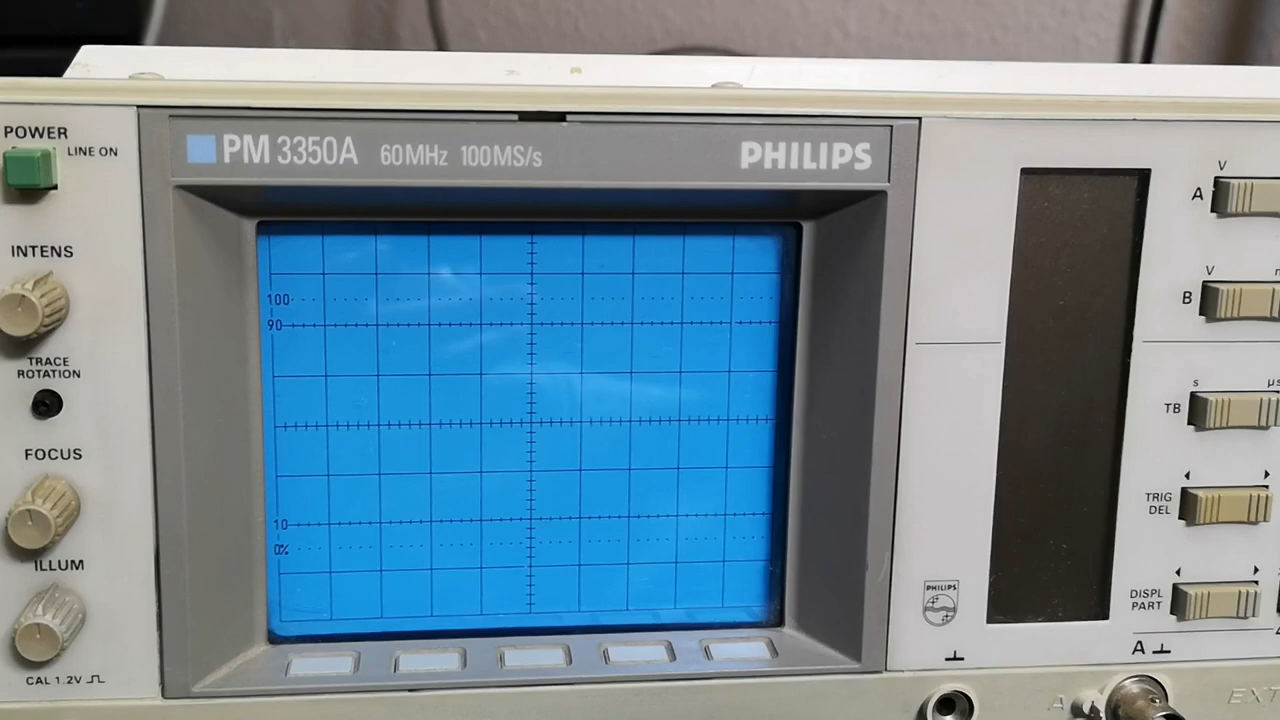 POWER
LINE ON
INTENS
TRACE
ROTATION
FOCUS
ILLUM
CAL 1.2V
PM 3350A 60MHz 100MS/s PHILIPS
100
90
10
0%
PHILIPS
V
A
V
B
s µs
TB
TRIG
DEL
DISPL
PART
A
A
EXT